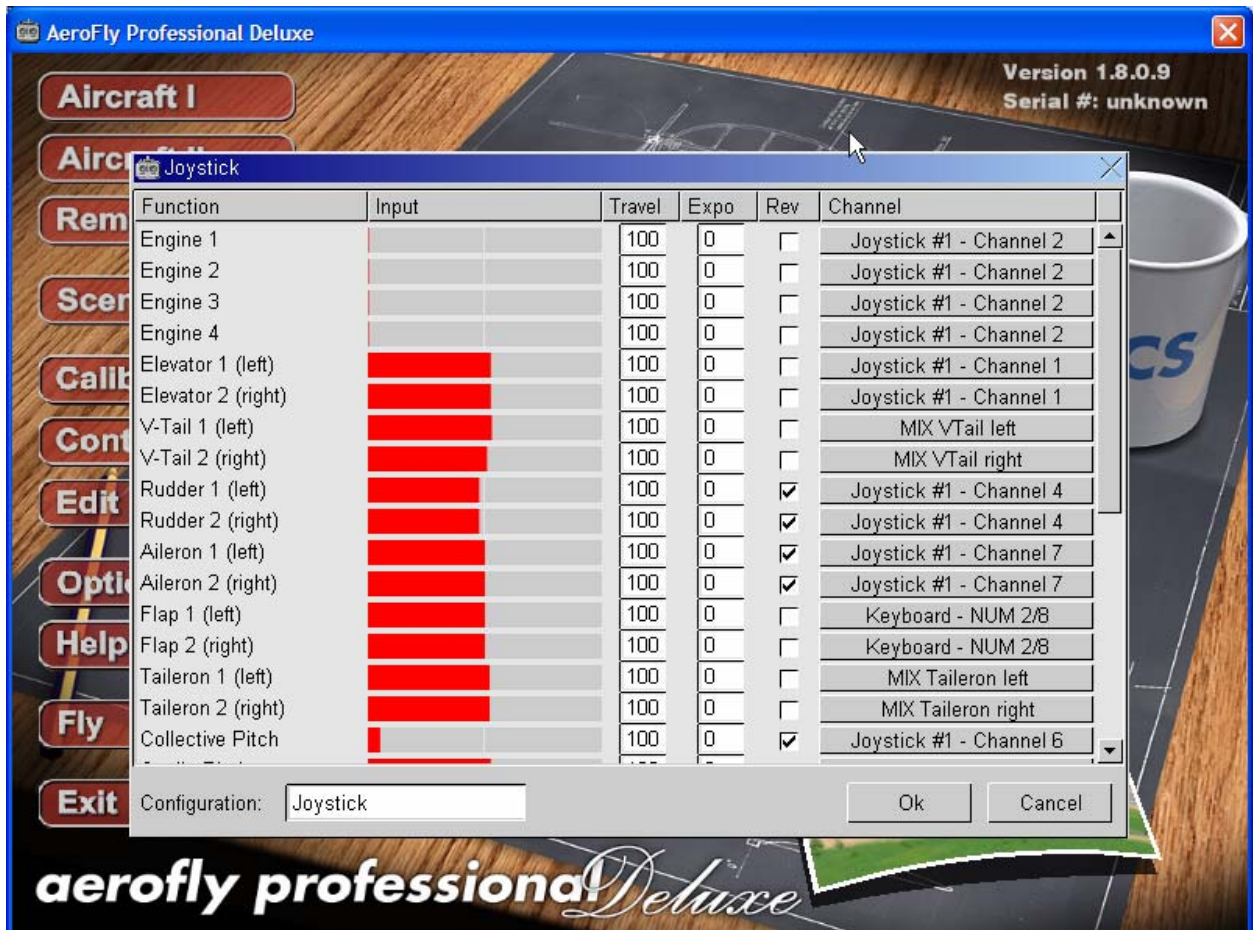 AeroFly Professional Deluxe
Version 1.8.0.9
Serial #: unknown
Aircraft I
Joystick
Function Input Travel Expo Rev Channel
Engine 1 100 0 Joystick #1 - Channel 2
Engine 2 100 0 Joystick #1 - Channel 2
Engine 3 100 0 Joystick #1 - Channel 2
Engine 4 100 0 Joystick #1 - Channel 2
Elevator 1 (left) 100 0 Joystick #1 - Channel 1
Elevator 2 (right) 100 0 Joystick #1 - Channel 1
V-Tail 1 (left) 100 0 MIX VTail left
V-Tail 2 (right) 100 0 MIX VTail right
Rudder 1 (left) 100 0 Joystick #1 - Channel 4
Rudder 2 (right) 100 0 Joystick #1 - Channel 4
Aileron 1 (left) 100 0 Joystick #1 - Channel 7
Aileron 2 (right) 100 0 Joystick #1 - Channel 7
Flap 1 (left) 100 0 Keyboard - NUM 2/8
Flap 2 (right) 100 0 Keyboard - NUM 2/8
Taileron 1 (left) 100 0 MIX Taileron left
Taileron 2 (right) 100 0 MIX Taileron right
Collective Pitch 100 0 Joystick #1 - Channel 6
Configuration: Joystick Ok Cancel
Edit
Help
Fly
Exit
aerofly professional Deluxe